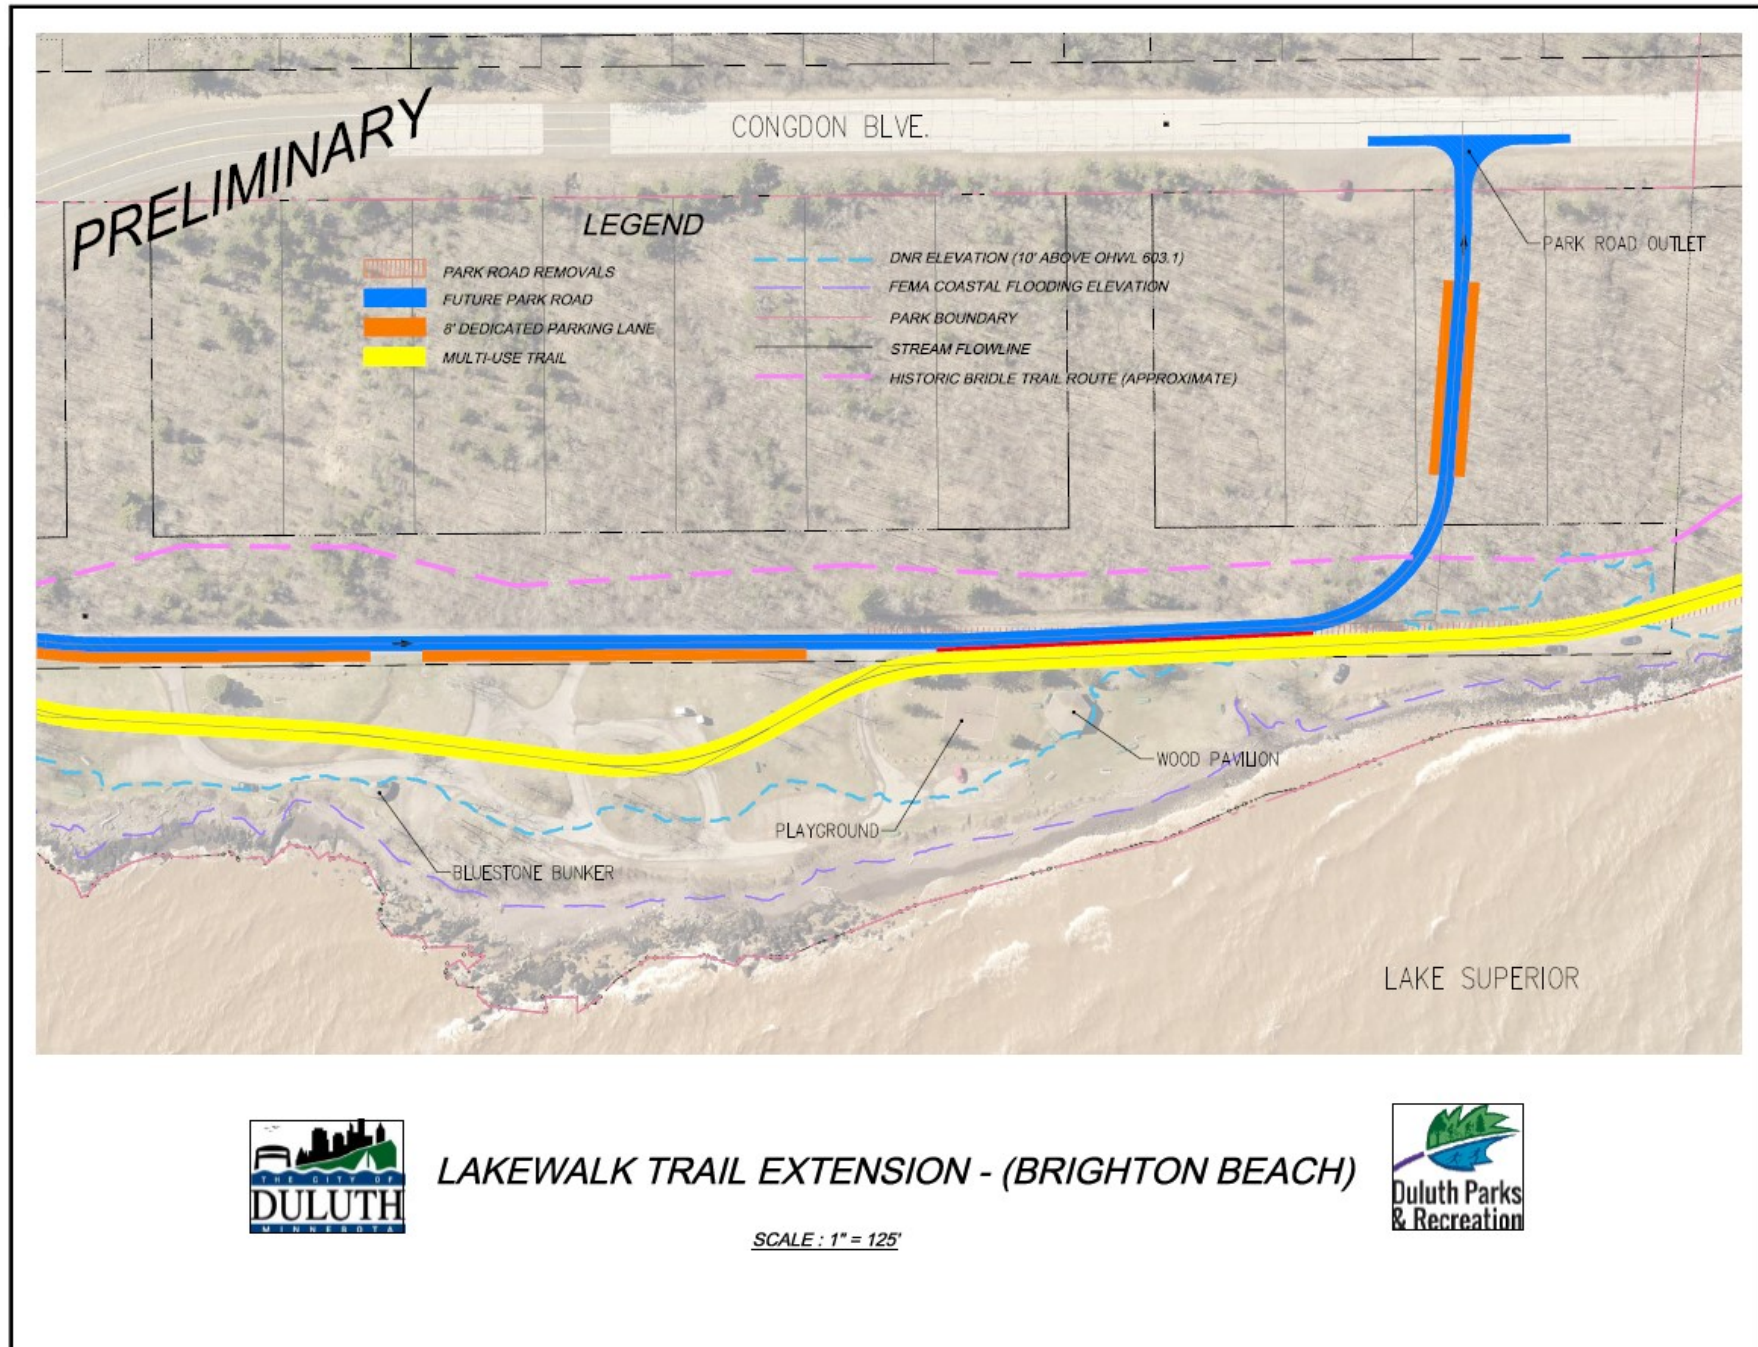 PRELIMINARY
CONGDON BLVE.
LEGEND
PARK ROAD REMOVALS
FUTURE PARK ROAD
8' DEDICATED PARKING LANE
MULTI-USE TRAIL
DNR ELEVATION (10' ABOVE OHWL 603.1)
FEMA COASTAL FLOODING ELEVATION
PARK BOUNDARY
STREAM FLOWLINE
HISTORIC BRIDLE TRAIL ROUTE (APPROXIMATE)
PARK ROAD OUTLET
WOOD PAVILION
PLAYGROUND
BLUESTONE BUNKER
LAKE SUPERIOR
THE CITY OF
DULUTH
MINNESOTA
LAKEWALK TRAIL EXTENSION - (BRIGHTON BEACH)
SCALE : 1" = 125'
Duluth Parks
& Recreation